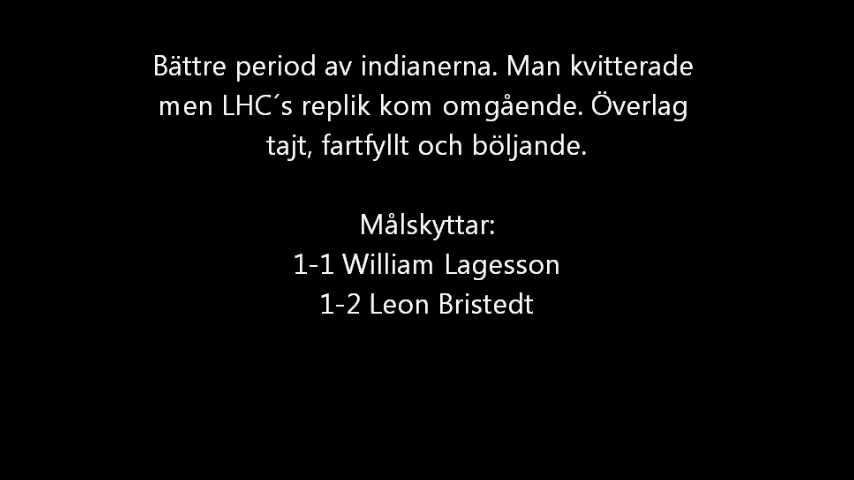 Bättre period av indianerna. Man kvitterade
men LHC´s replik kom omgående. Överlag
tajt, fartfyllt och böljande.
Målskyttar:
1-1 William Lagesson
1-2 Leon Bristedt